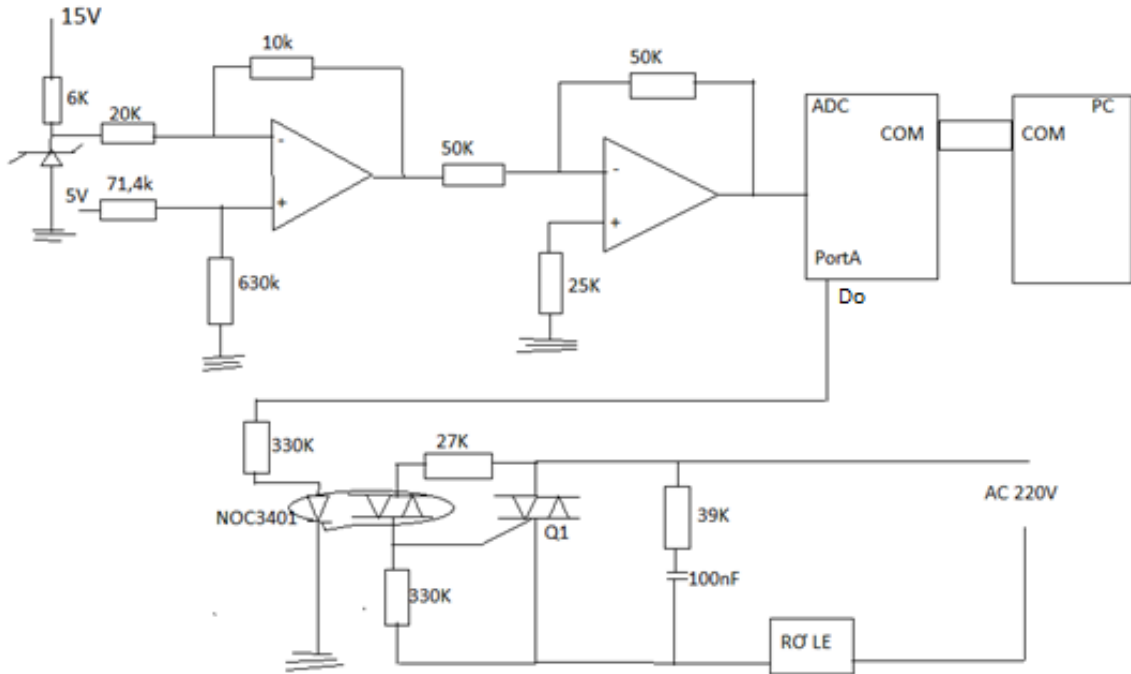 15V
10k
50K
6K
20K
ADC
PC
COM
COM
50K
5V
71,4k
-
+
-
+
630k
25K
PortA
Do
330K
27K
AC 220V
NOC3401
39K
Q1
100nF
330K
RƠ LE